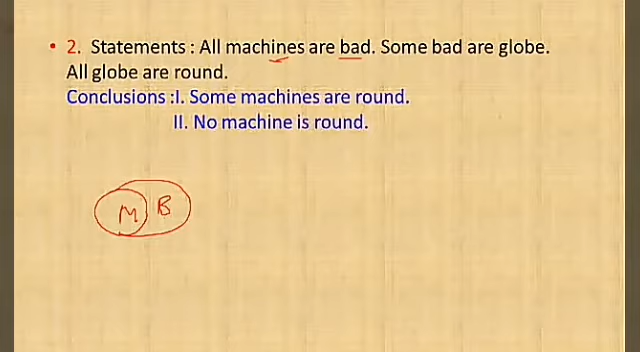 • 2. Statements : All machines are bad. Some bad are globe.
All globe are round.
Conclusions :I. Some machines are round.
II. No machine is round.
M B